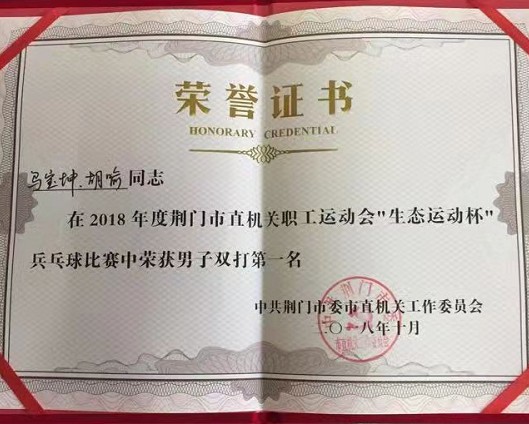 荣誉证书
HONORARY CREDENTIAL
马宝坤、胡喻同志
在2018年度荆门市直机关职工运动会"生态运动杯"
兵乓球比赛中荣获男子双打第一名
中共荆门市委市直机关工作委员会
二〇一八年十月